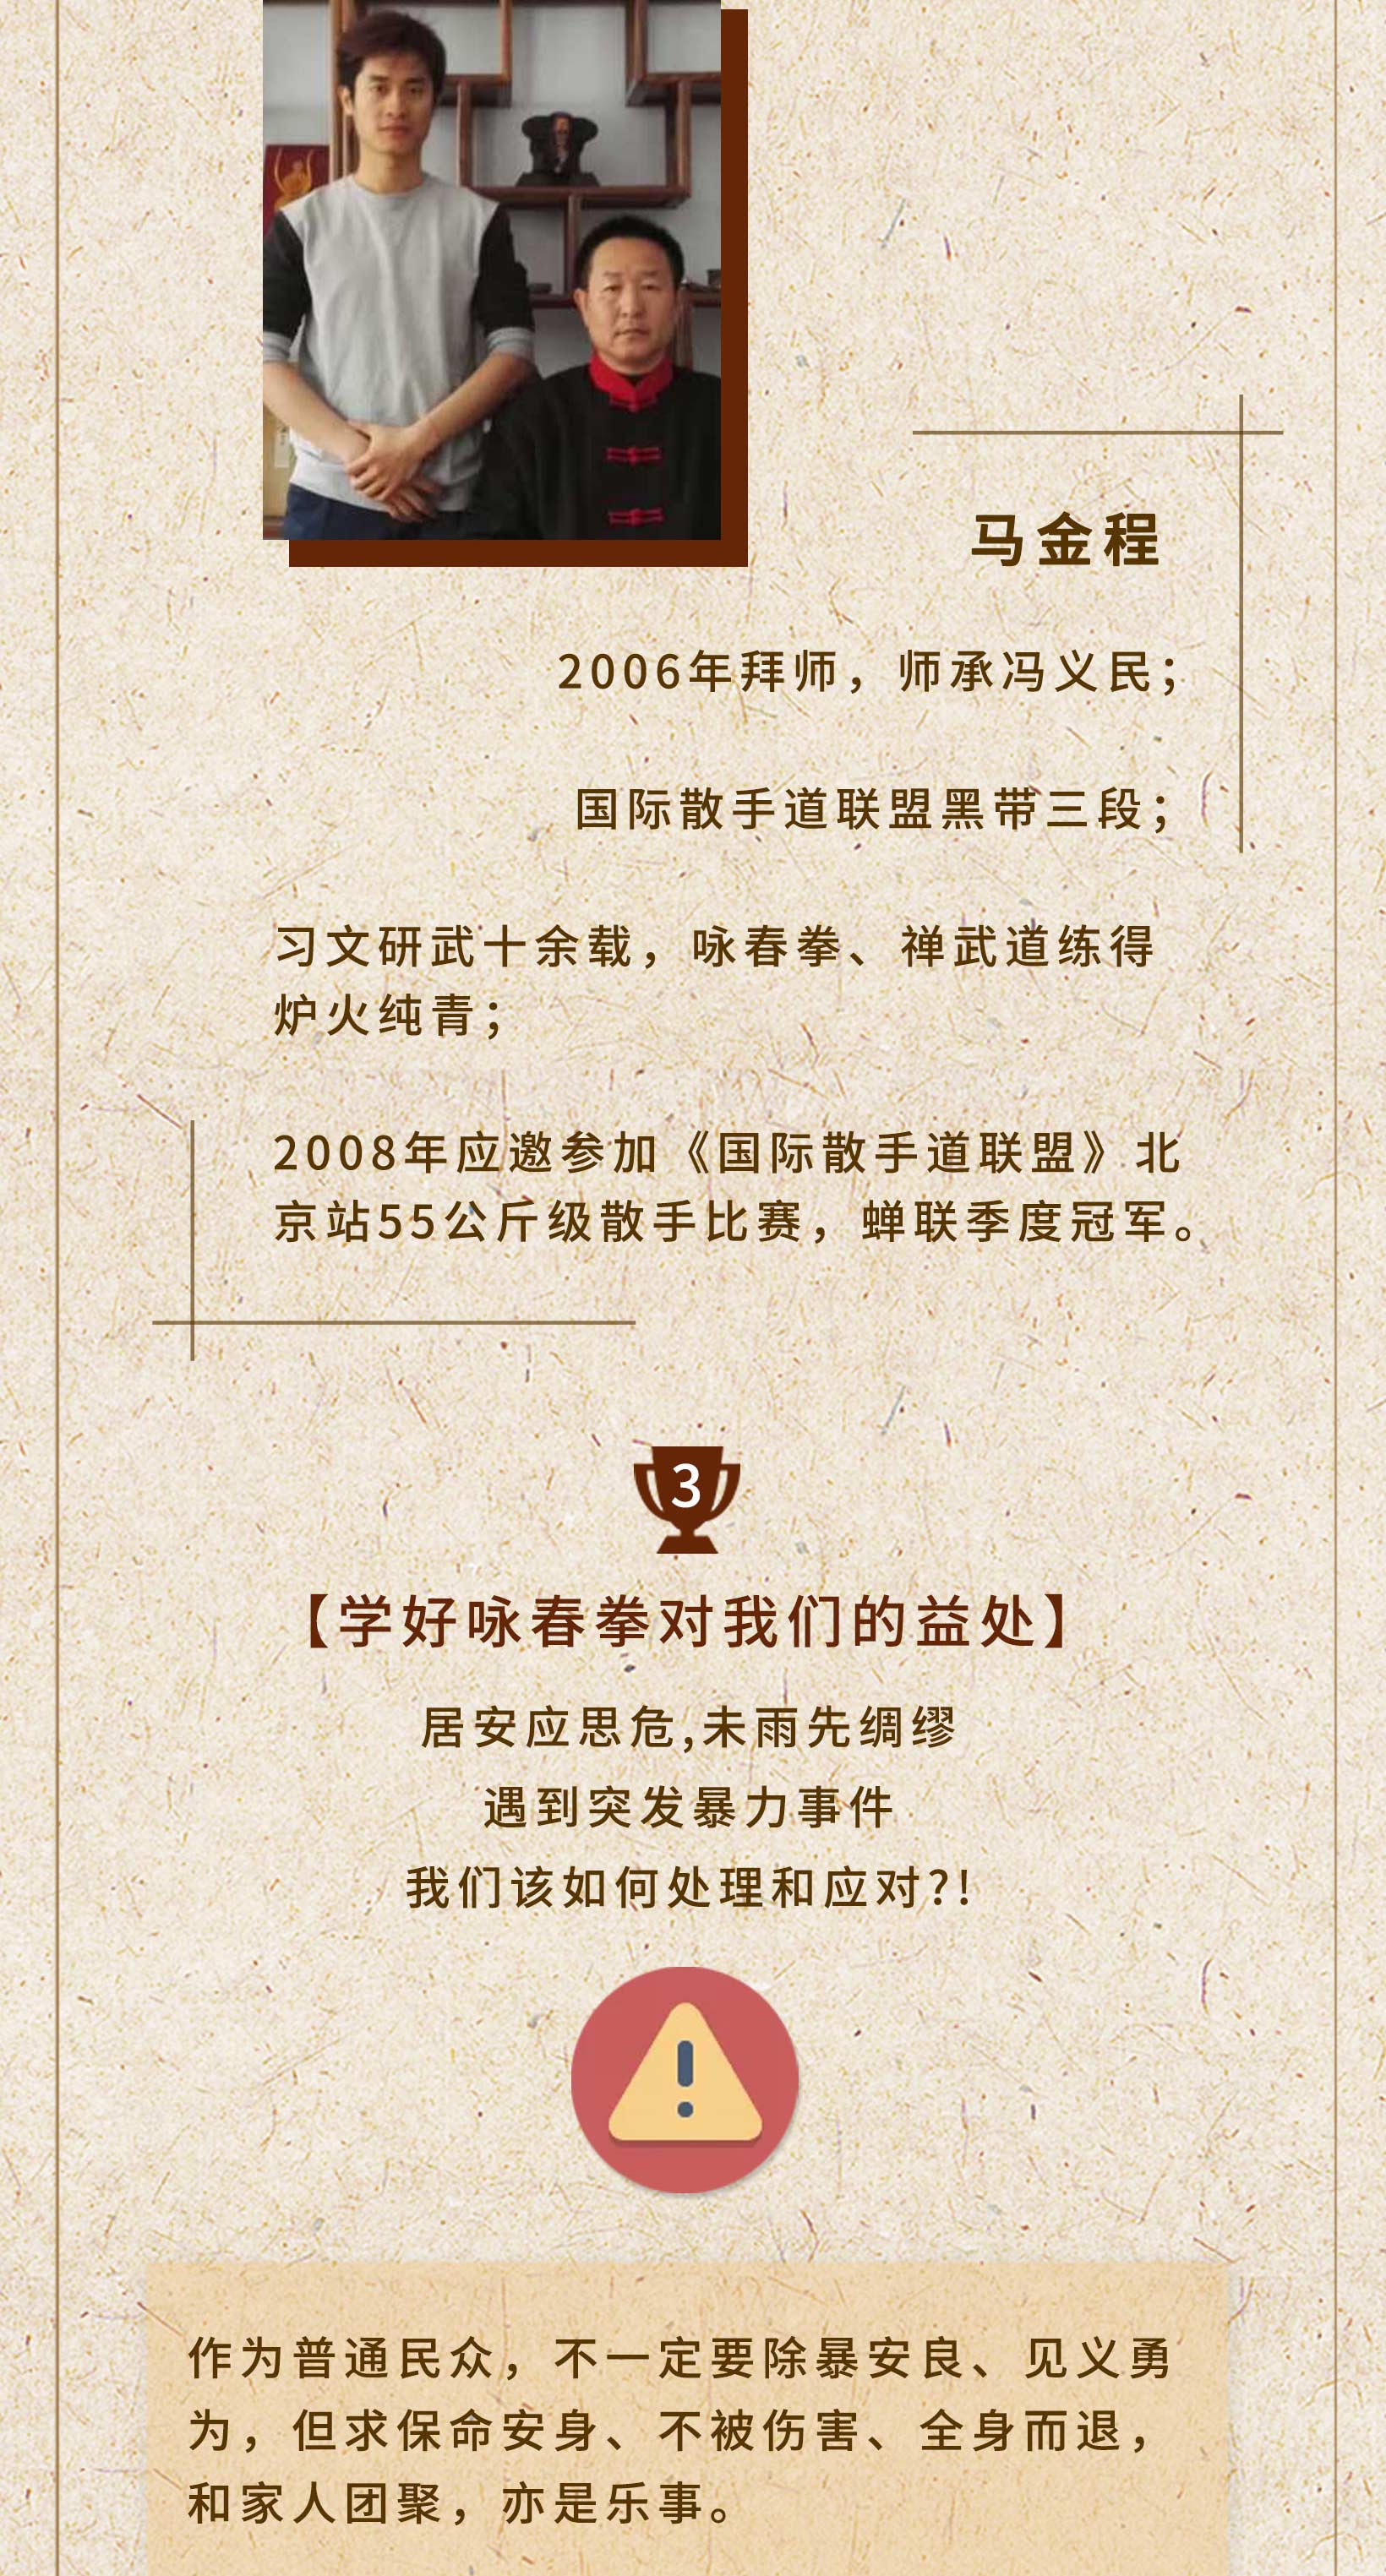 马金程
2006年拜师，师承冯义民；
国际散手道联盟黑带三段；
习文研武十余载，咏春拳、禅武道练得
炉火纯青；
2008年应邀参加《国际散手道联盟》北
京站55公斤级散手比赛，蝉联季度冠军。
3
【学好咏春拳对我们的益处】
居安应思危,未雨先绸缪
遇到突发暴力事件
我们该如何处理和应对?!
作为普通民众，不一定要除暴安良、见义勇
为，但求保命安身、不被伤害、全身而退，
和家人团聚，亦是乐事。